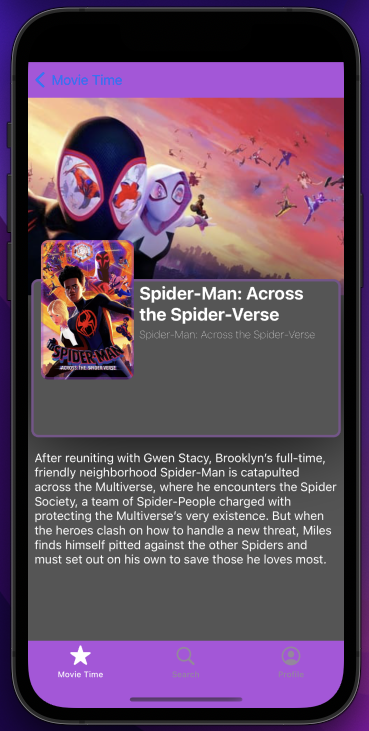 Movie Time
Spider-Man: Across
the Spider-Verse
Spider-Man: Across the Spider-Verse
SPIDER-MAN
ACROSS THE SPIDER-VERSE
After reuniting with Gwen Stacy, Brooklyn's full-time,
friendly neighborhood Spider-Man is catapulted
across the Multiverse, where he encounters the Spider
Society, a team of Spider-People charged with
protecting the Multiverse's very existence. But when
the heroes clash on how to handle a new threat, Miles
finds himself pitted against the other Spiders and
must set out on his own to save those he loves most.
Movie Time
Search
Profile